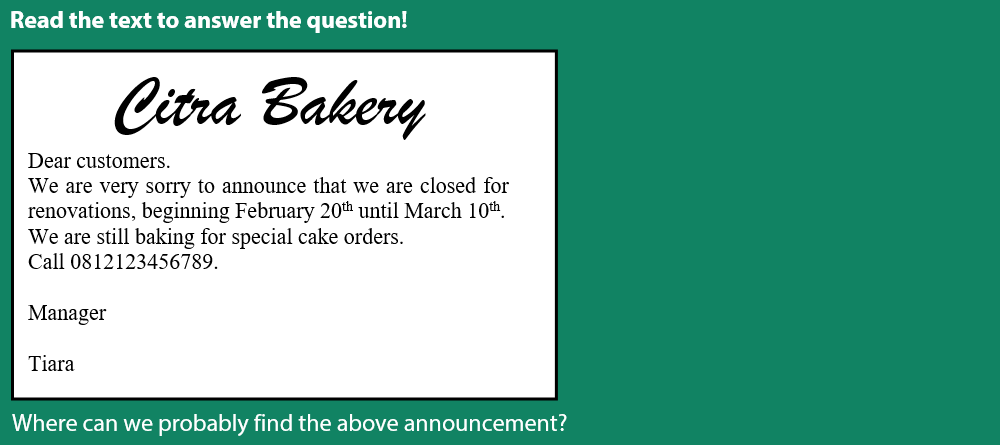 Read the text to answer the question!
Citra Bakery
Dear customers.
We are very sorry to announce that we are closed for
renovations, beginning February 20th until March 10th.
We are still baking for special cake orders.
Call 0812123456789.
Manager
Tiara
Where can we probably find the above announcement?